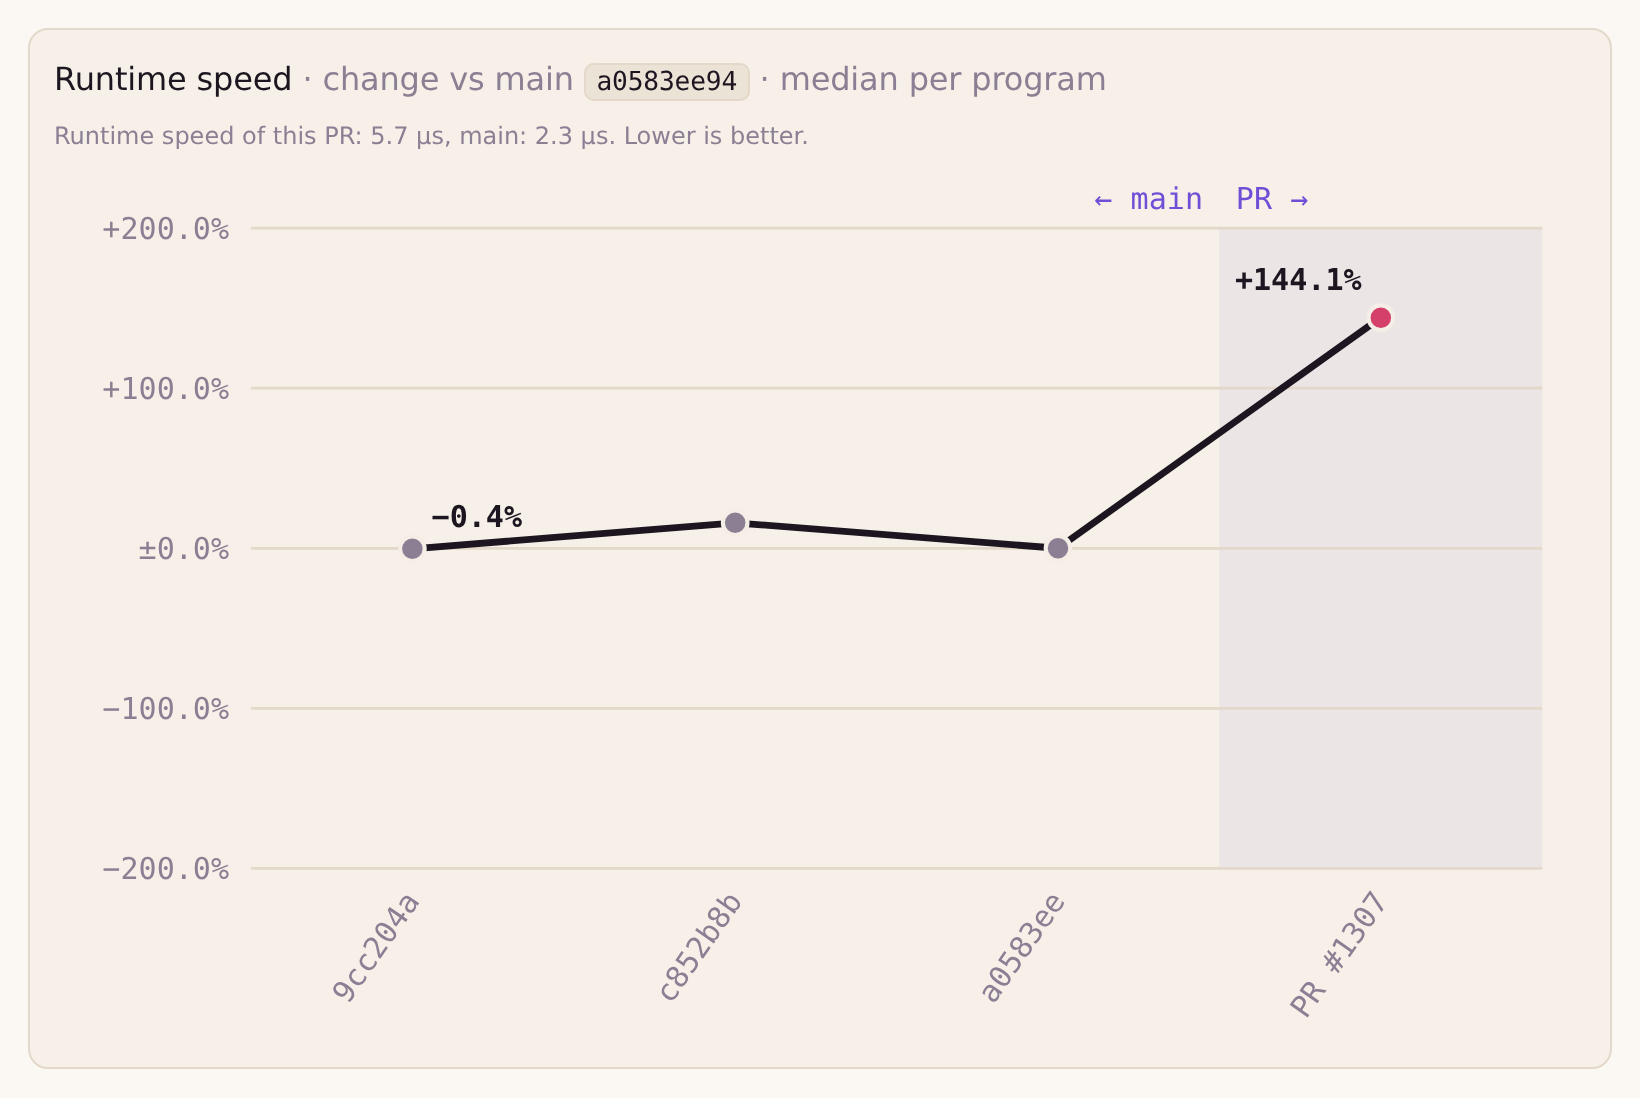 Runtime speed · change vs main a0583ee94 · median per program
Runtime speed of this PR: 5.7 µs, main: 2.3 µs. Lower is better.
← main PR →
+200.0%
+144.1%
+100.0%
−0.4%
±0.0%
−100.0%
−200.0%
9cc204a
c852b8b
a0583ee
PR #1307